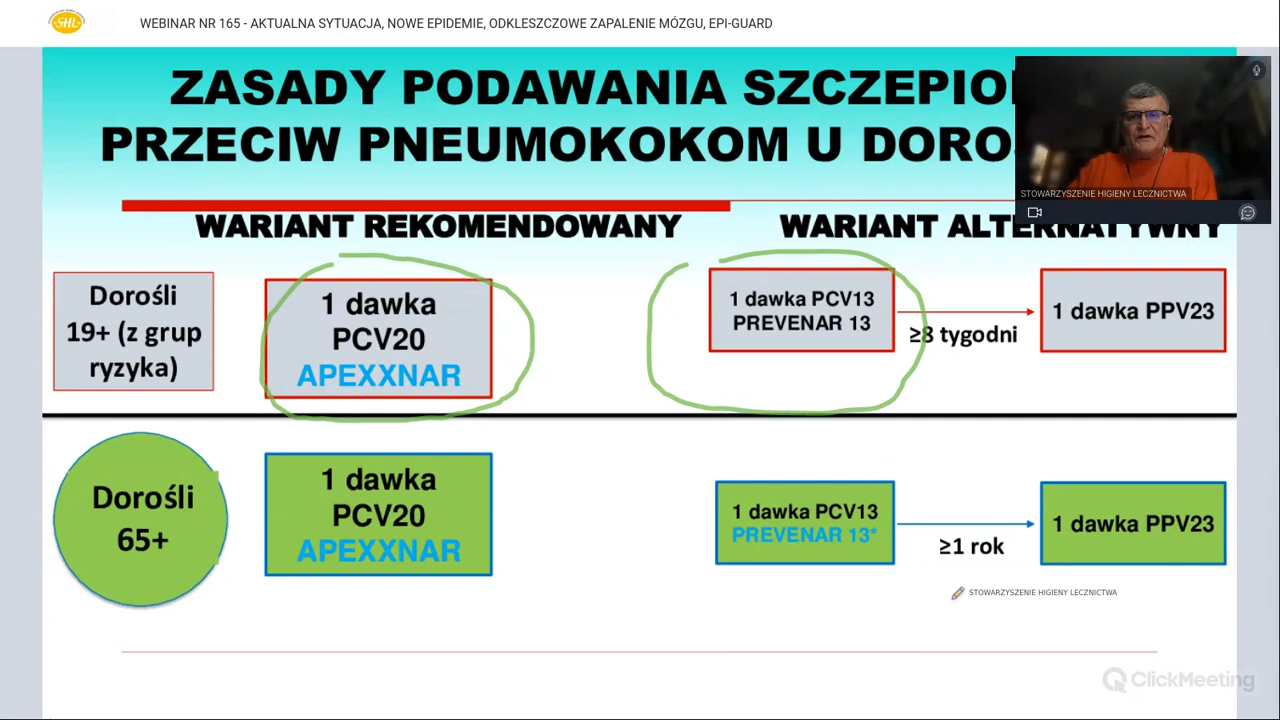 SHL
WEBINAR NR 165 - AKTUALNA SYTUACJA, NOWE EPIDEMIE, ODKLESZCZOWE ZAPALENIE MÓZGU, EPI-GUARD
ZASADY PODAWANIA
PRZECIW PNEUMOKOKOM U
STOWARZYSZENIE HIGIENY LECZNICTWA
WARIANT REKOMENDOWANY
WARIANT ALTERNATYWNY
Dorośli
19+ (z grup
ryzyka)
1 dawka
PCV20
APEXXNAR
1 dawka PCV13
PREVENAR 13
≥8 tygodni
1 dawka PPV23
Dorośli
65+
1 dawka
PCV20
APEXXNAR
1 dawka PCV13
PREVENAR 13*
≥1 rok
1 dawka PPV23
STOWARZYSZENIE HIGIENY LECZNICTWA
ClickMeeting